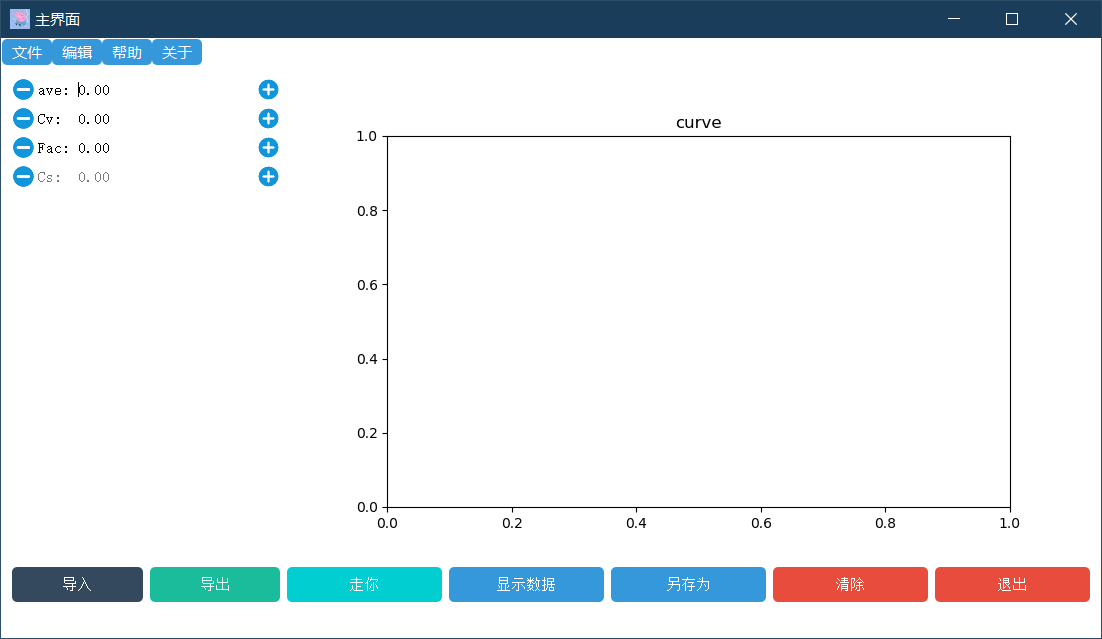 主界面
文件 编辑 帮助 关于
ave: 0.00
Cv: 0.00
Fac: 0.00
Cs: 0.00
curve
1.0
0.8
0.6
0.4
0.2
0.0
0.0 0.2 0.4 0.6 0.8 1.0
导入 导出 走你 显示数据 另存为 清除 退出